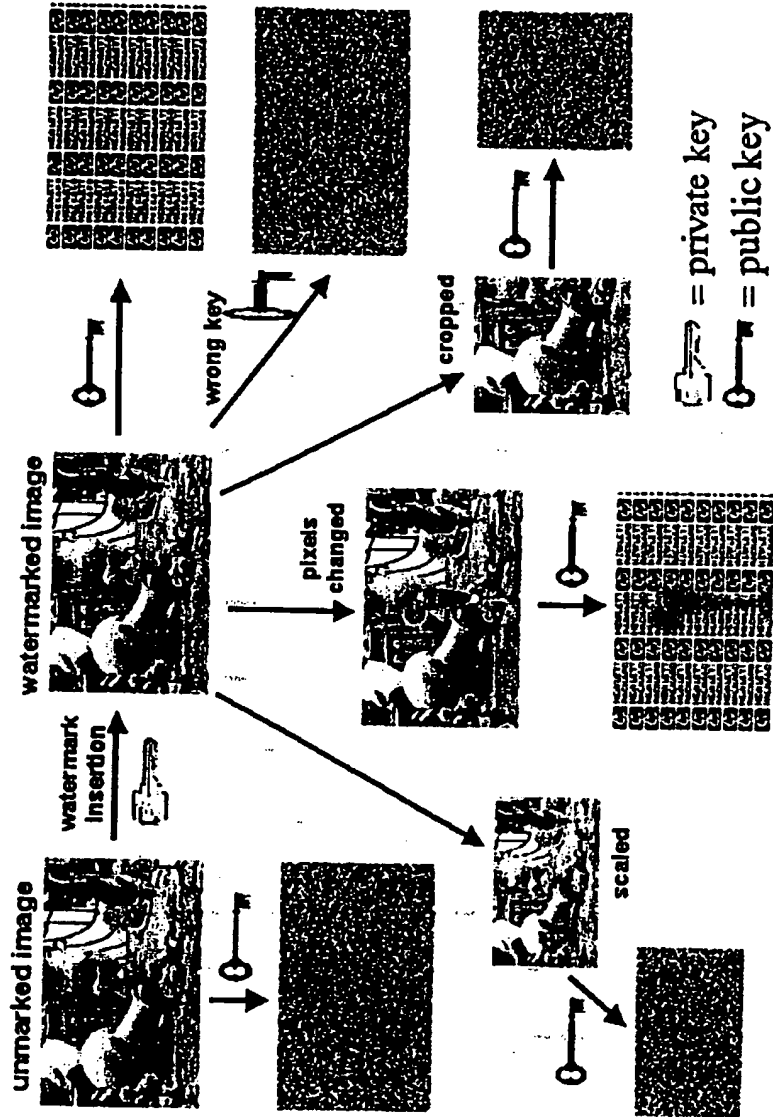 unmarked image
watermark
insertion
watermarked image
wrong key
pixels
changed
cropped
scaled
= private key
= public key